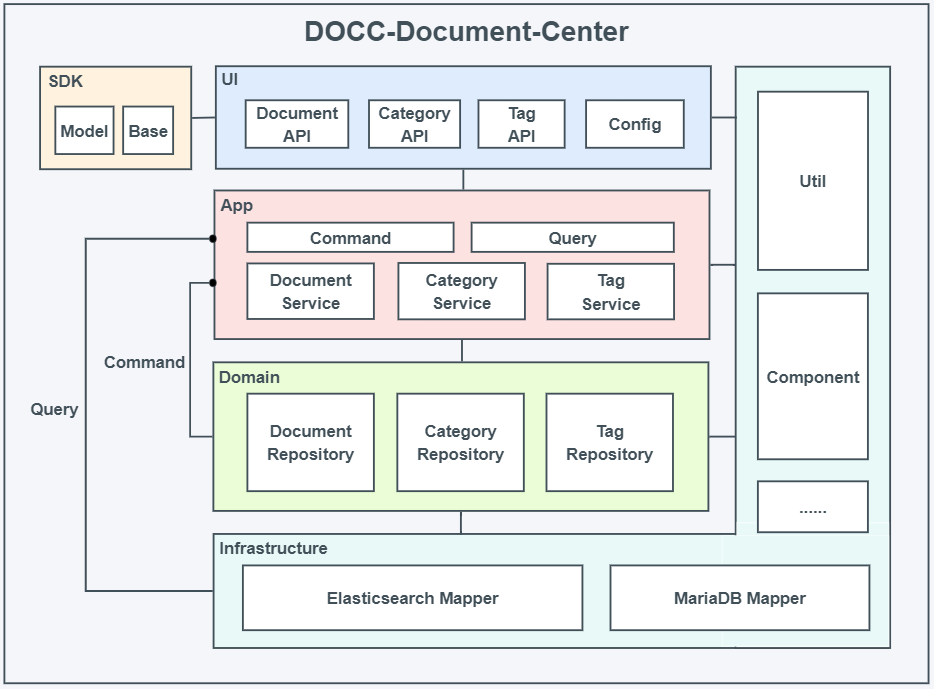 DOCC-Document-Center
SDK
Model
Base
UI
Document
API
Category
API
Tag
API
Config
App
Command
Query
Document
Service
Category
Service
Tag
Service
Command
Query
Domain
Document
Repository
Category
Repository
Tag
Repository
Infrastructure
Elasticsearch Mapper
MariaDB Mapper
Util
Component
......